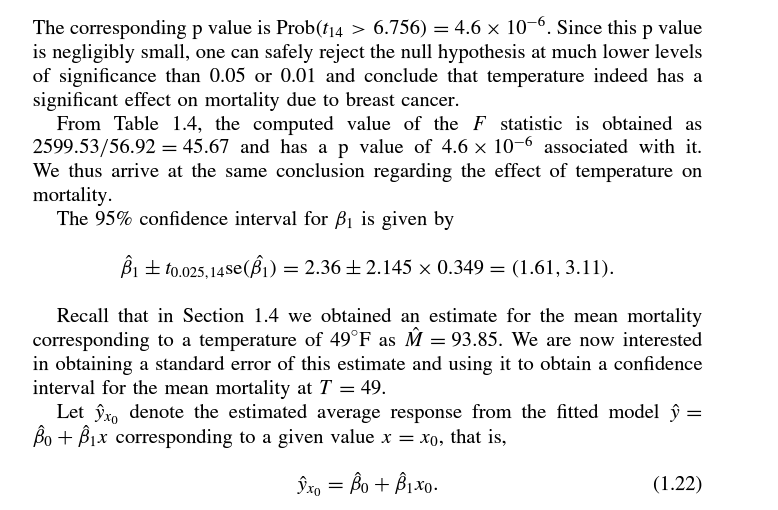 The corresponding p value is Prob(t₁₄ > 6.756) = 4.6 × 10⁻⁶. Since this p value
is negligibly small, one can safely reject the null hypothesis at much lower levels
of significance than 0.05 or 0.01 and conclude that temperature indeed has a
significant effect on mortality due to breast cancer.
From Table 1.4, the computed value of the F statistic is obtained as
2599.53/56.92 = 45.67 and has a p value of 4.6 × 10⁻⁶ associated with it.
We thus arrive at the same conclusion regarding the effect of temperature on
mortality.
The 95% confidence interval for β₁ is given by
β̂₁ ± t₀.₀₂₅,₁₄se(β̂₁) = 2.36 ± 2.145 × 0.349 = (1.61, 3.11).
Recall that in Section 1.4 we obtained an estimate for the mean mortality
corresponding to a temperature of 49°F as M̂ = 93.85. We are now interested
in obtaining a standard error of this estimate and using it to obtain a confidence
interval for the mean mortality at T = 49.
Let ŷₓ₀ denote the estimated average response from the fitted model ŷ =
β̂₀ + β̂₁x corresponding to a given value x = x₀, that is,
ŷₓ₀ = β̂₀ + β̂₁x₀. (1.22)